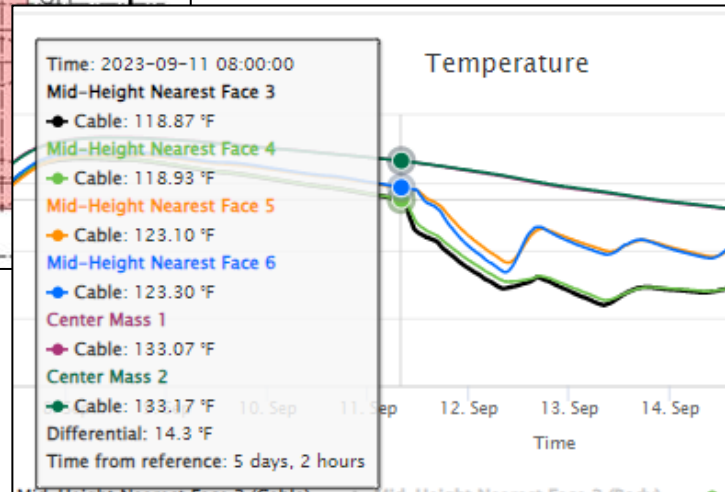 Temperature
Time: 2023-09-11 08:00:00
Mid-Height Nearest Face 3
Cable: 118.87 °F
Mid-Height Nearest Face 4
Cable: 118.93 °F
Mid-Height Nearest Face 5
Cable: 123.10 °F
Mid-Height Nearest Face 6
Cable: 123.30 °F
Center Mass 1
Cable: 133.07 °F
Center Mass 2
Cable: 133.17 °F
Differential: 14.3 °F
Time from reference: 5 days, 2 hours
10. Sep 11. Sep 12. Sep 13. Sep 14. Sep
Time